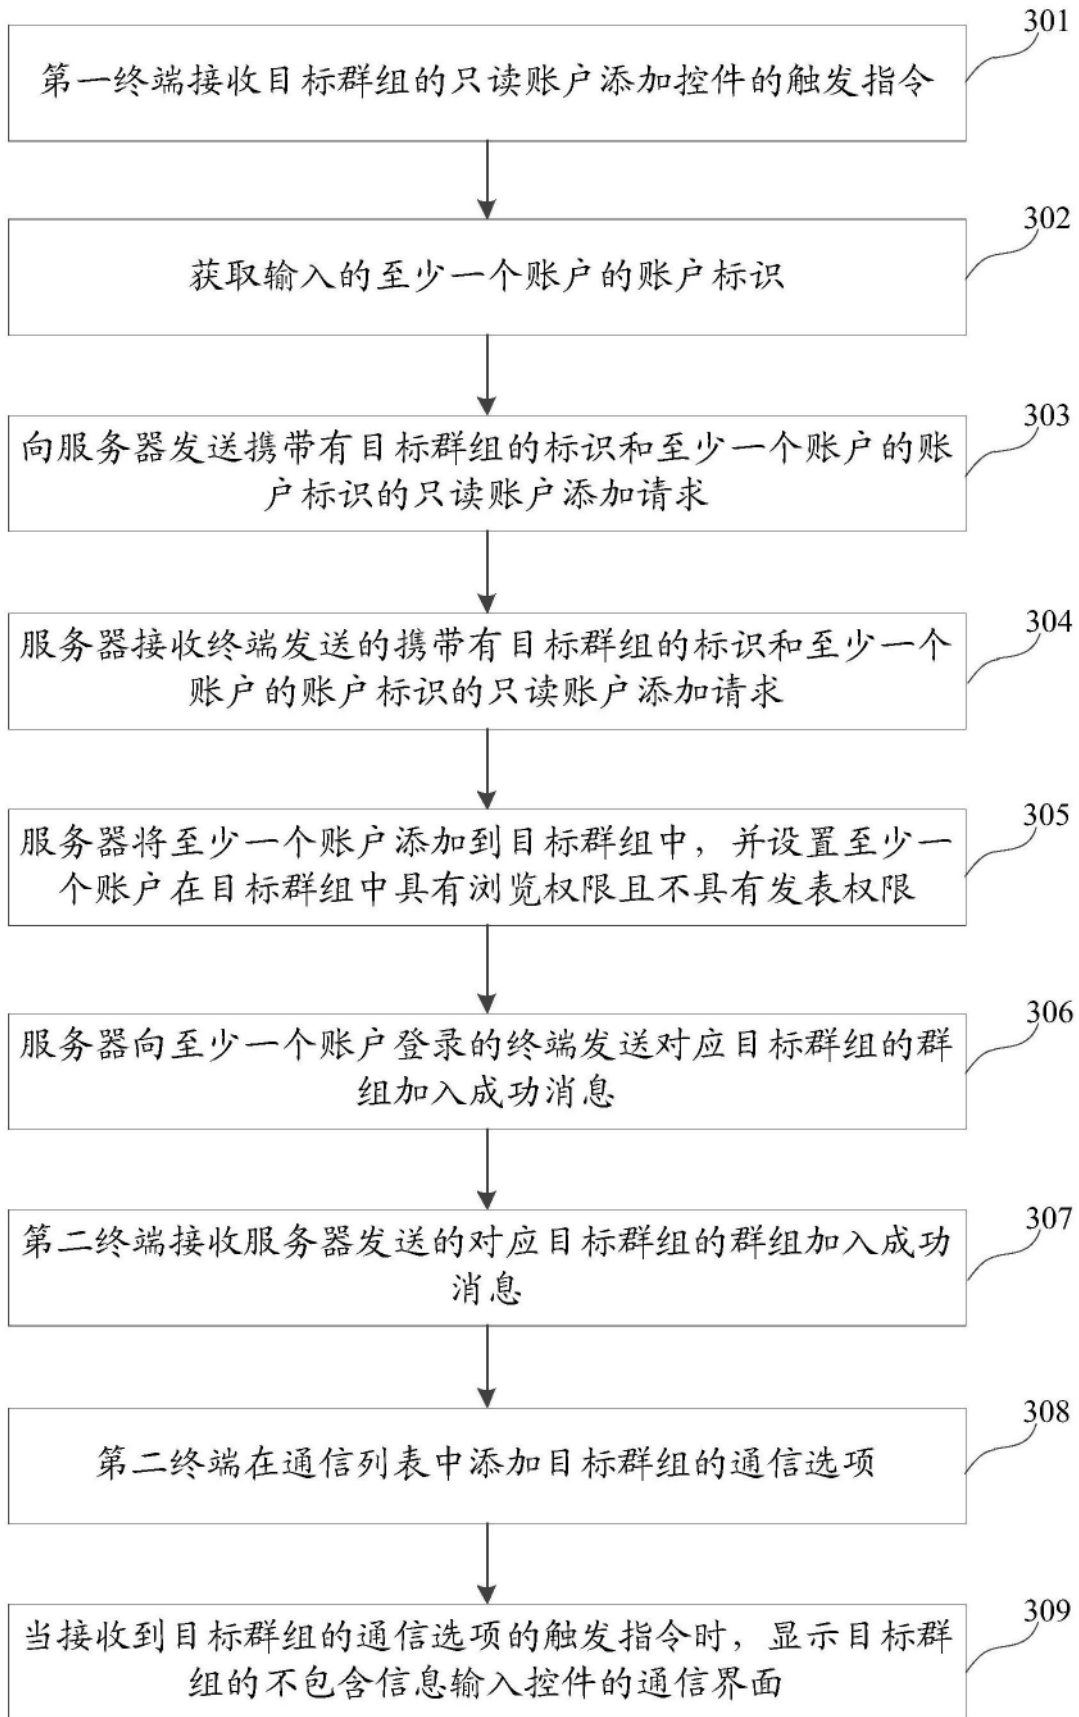 301
第一终端接收目标群组的只读账户添加控件的触发指令
302
获取输入的至少一个账户的账户标识
303
向服务器发送携带有目标群组的标识和至少一个账户的账
户标识的只读账户添加请求
304
服务器接收终端发送的携带有目标群组的标识和至少一个
账户的账户标识的只读账户添加请求
305
服务器将至少一个账户添加到目标群组中，并设置至少一
个账户在目标群组中具有浏览权限且不具有发表权限
306
服务器向至少一个账户登录的终端发送对应目标群组的群
组加入成功消息
307
第二终端接收服务器发送的对应目标群组的群组加入成功
消息
308
第二终端在通信列表中添加目标群组的通信选项
309
当接收到目标群组的通信选项的触发指令时，显示目标群
组的不包含信息输入控件的通信界面